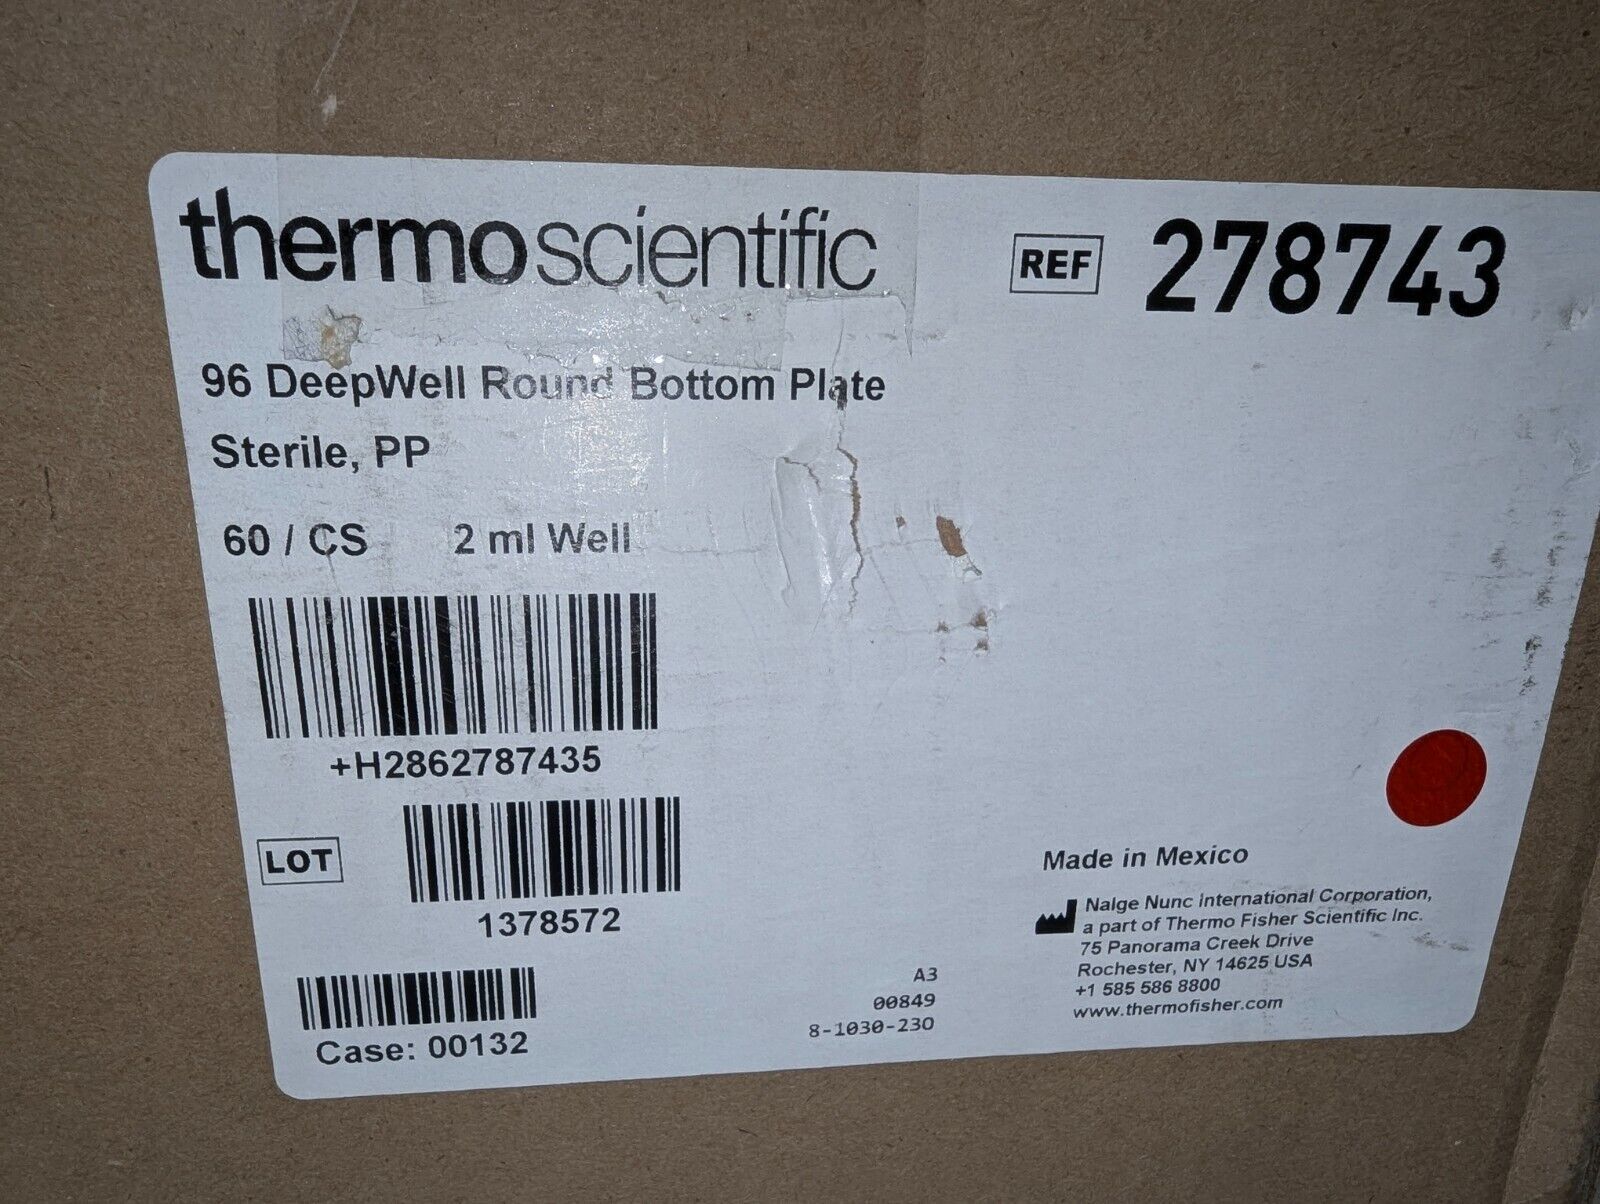 thermoscientific
REF 278743
96 DeepWell Round Bottom Plate
Sterile, PP
60 / CS 2 ml Well
+H2862787435
LOT
1378572
Case: 00132
A3
00849
8-1030-230
Made in Mexico
Nalge Nunc International Corporation,
a part of Thermo Fisher Scientific Inc.
75 Panorama Creek Drive
Rochester, NY 14625 USA
+1 585 586 8800
www.thermofisher.com